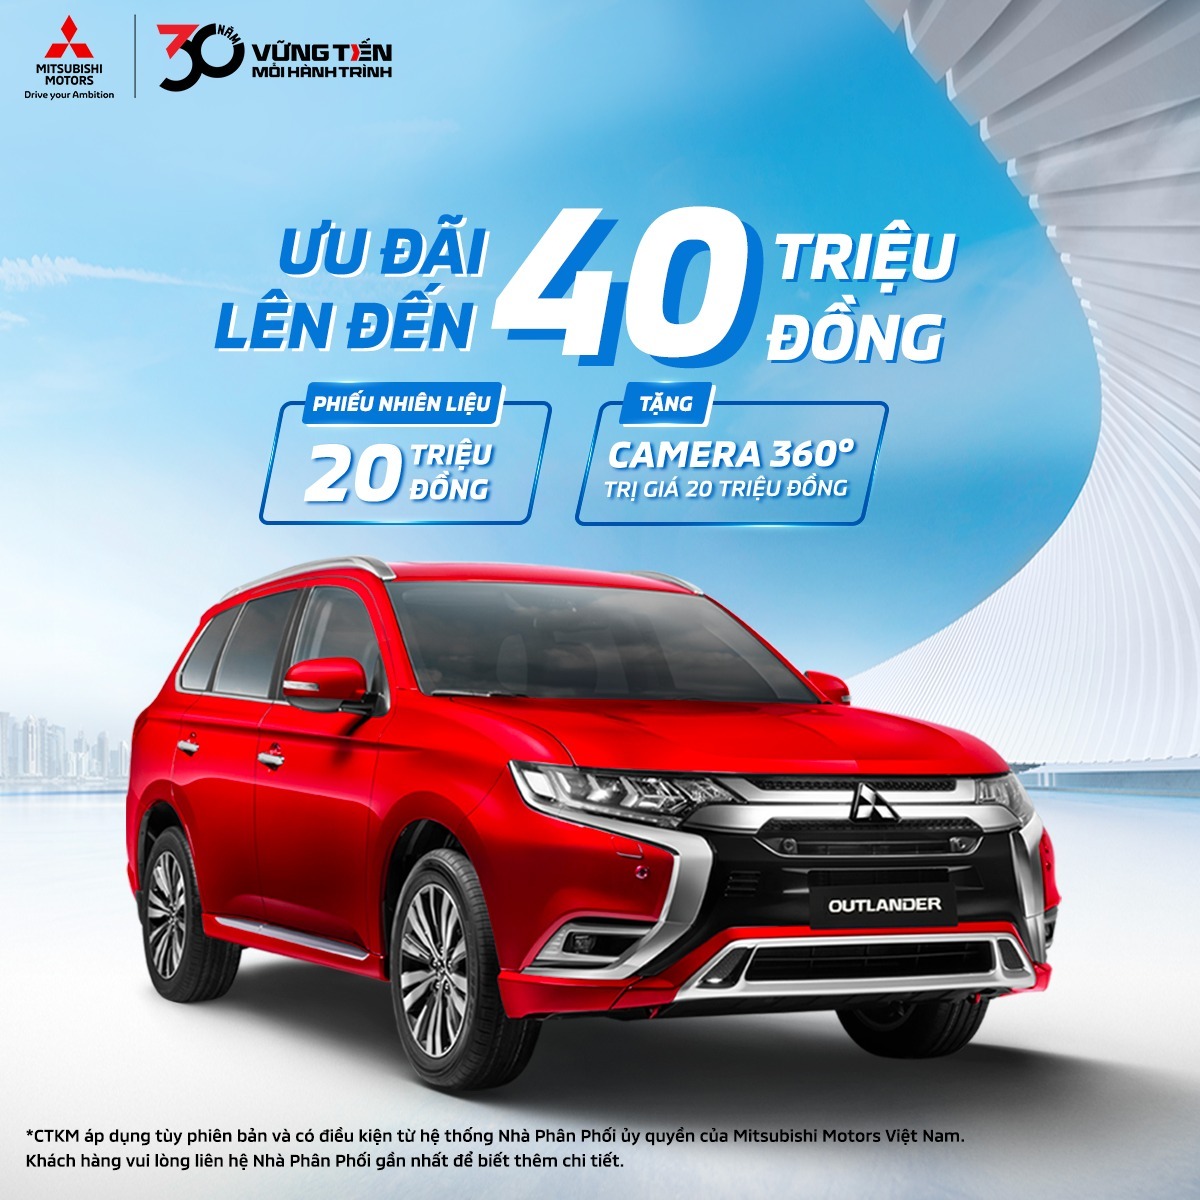 MITSUBISHI
MOTORS
Drive your Ambition
30 NĂM VỮNG TIẾN
MỖI HÀNH TRÌNH
ƯU ĐÃI
LÊN ĐẾN
40 TRIỆU
ĐỒNG
PHIẾU NHIÊN LIỆU
20 TRIỆU
ĐỒNG
TẶNG
CAMERA 360°
TRỊ GIÁ 20 TRIỆU ĐỒNG
OUTLANDER
*CTKM áp dụng tùy phiên bản và có điều kiện từ hệ thống Nhà Phân Phối ủy quyền của Mitsubishi Motors Việt Nam.
Khách hàng vui lòng liên hệ Nhà Phân Phối gần nhất để biết thêm chi tiết.